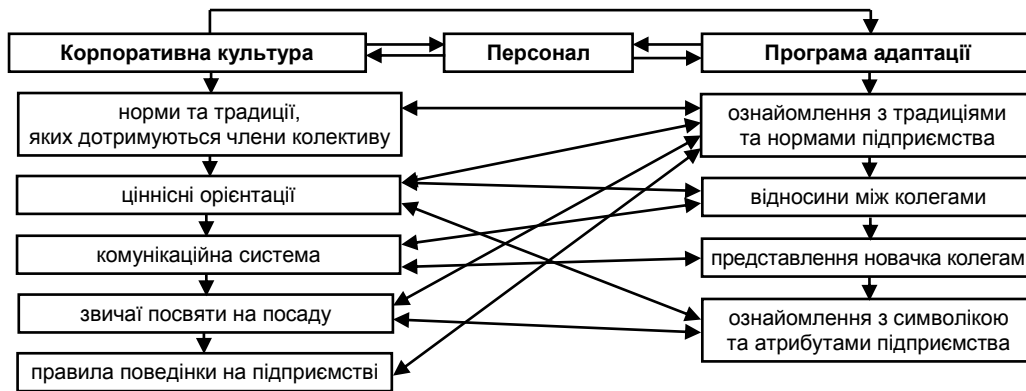 Корпоративна культура
Персонал
Програма адаптації
норми та традиції,
яких дотримуються члени колективу
ціннісні орієнтації
комунікаційна система
звичаї посвяти на посаду
правила поведінки на підприємстві
ознайомлення з традиціями
та нормами підприємства
відносини між колегами
представлення новачка колегам
ознайомлення з символікою
та атрибутами підприємства